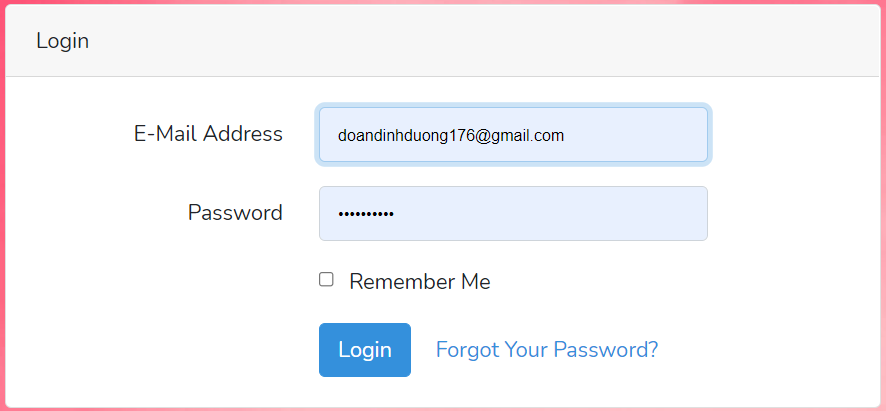 Login
E-Mail Address doandinhduong176@gmail.com
Password ••••••••••
Remember Me
Login Forgot Your Password?